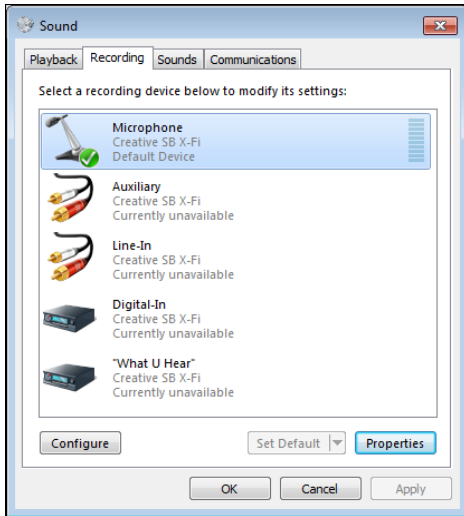 Sound
Playback Recording Sounds Communications
Select a recording device below to modify its settings:
Microphone
Creative SB X-Fi
Default Device
Auxiliary
Creative SB X-Fi
Currently unavailable
Line-In
Creative SB X-Fi
Currently unavailable
Digital-In
Creative SB X-Fi
Currently unavailable
"What U Hear"
Creative SB X-Fi
Currently unavailable
Configure Set Default Properties
OK Cancel Apply